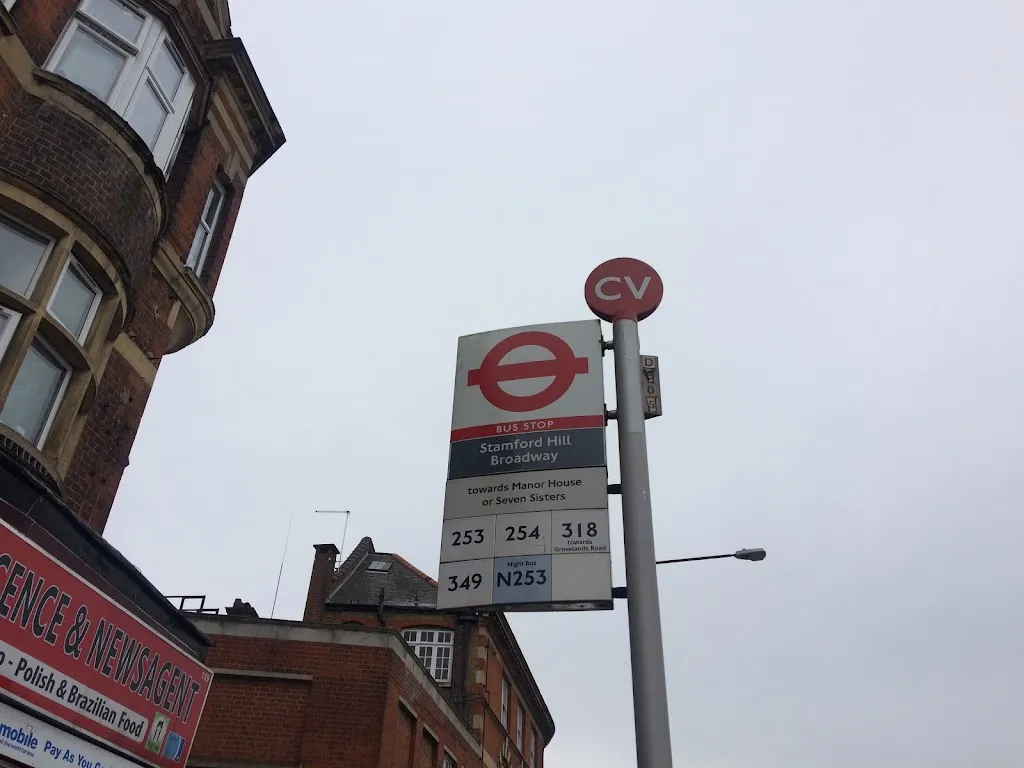 CV
BUS STOP
Stamford Hill
Broadway
towards Manor House
or Seven Sisters
253
254
318
towards
Grovelands Road
349
Night Bus
N253
& NEWSAGENT
- Polish & Brazilian Food
mobile
Pay As You